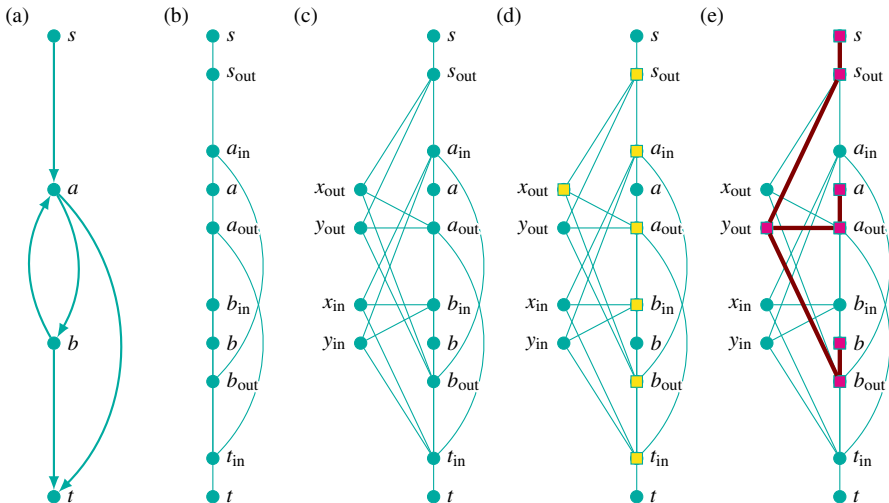 (a)
s
a
b
t
(b)
s
s_out
a_in
a
a_out
b_in
b
b_out
t_in
t
(c)
s
s_out
a_in
x_out
a
y_out
a_out
x_in
b_in
y_in
b
b_out
t_in
t
(d)
s
s_out
a_in
x_out
a
y_out
a_out
x_in
b_in
y_in
b
b_out
t_in
t
(e)
s
s_out
a_in
x_out
a
y_out
a_out
x_in
b_in
y_in
b
b_out
t_in
t